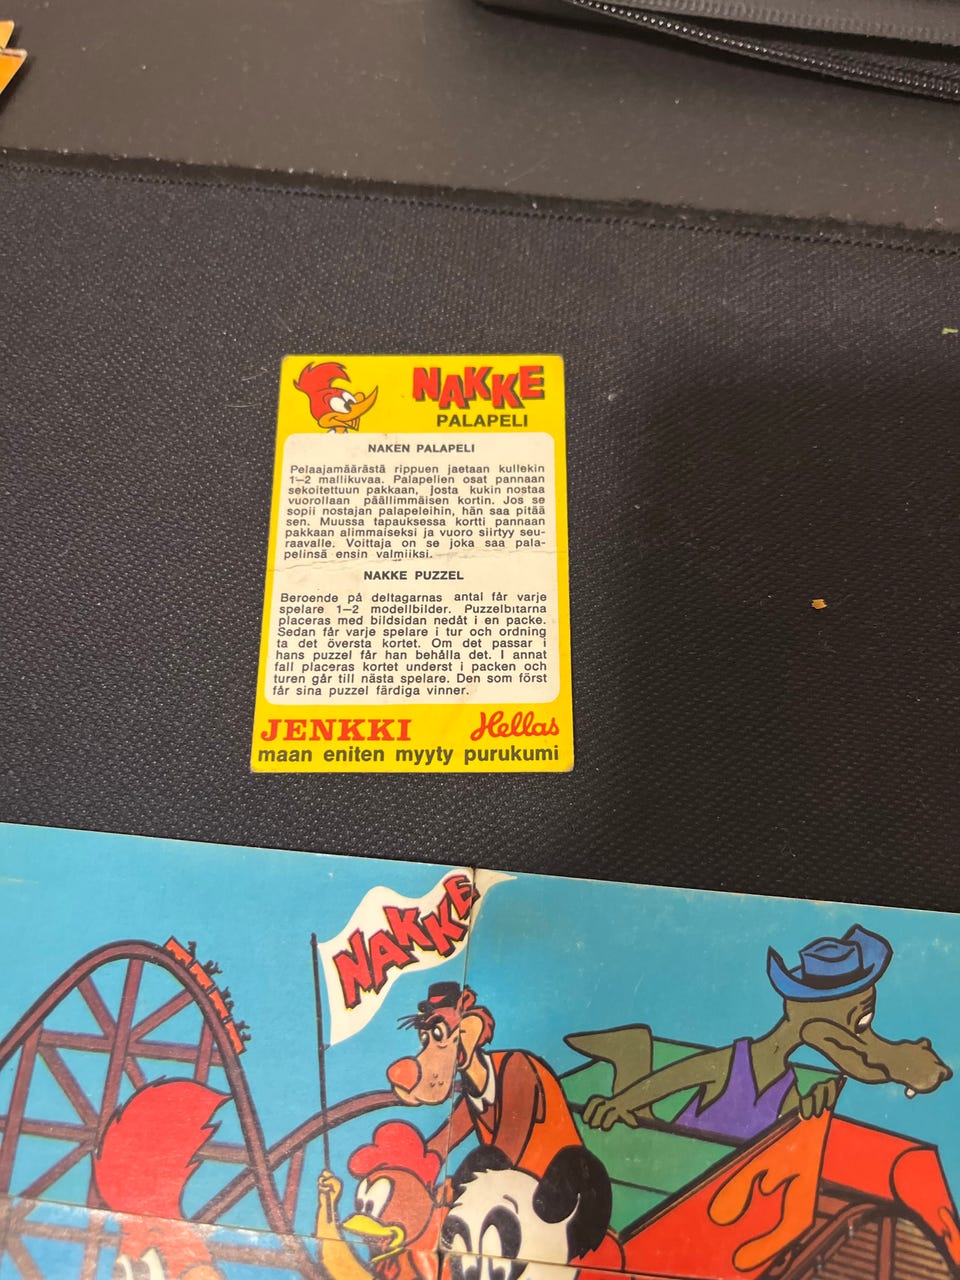 NAKKE
PALAPELI
NAKEN PALAPELI
Pelaajamäärästä rippuen jaetaan kullekin
1–2 mallikuvaa. Palapelien osat pannaan
sekoitettuun pakkaan, josta kukin nostaa
vuorollaan päällimmäisen kortin. Jos se
sopii nostajan palapeleihin, hän saa pitää
sen. Muussa tapauksessa kortti pannaan
pakkaan alimmaiseksi ja vuoro siirtyy seu-
raavalle. Voittaja on se joka saa pala-
pelinsä ensin valmiiksi.
NAKKE PUZZEL
Beroende på deltagarnas antal får varje
spelare 1–2 modellbilder. Puzzelbitarna
placeras med bildsidan nedåt i en packe.
Sedan får varje spelare i tur och ordning
ta det översta kortet. Om det passar i
hans puzzel får han behålla det. I annat
fall placeras kortet underst i packen och
turen går till nästa spelare. Den som först
får sina puzzel färdiga vinner.
JENKKI Hellas
maan eniten myyty purukumi
NAKKE